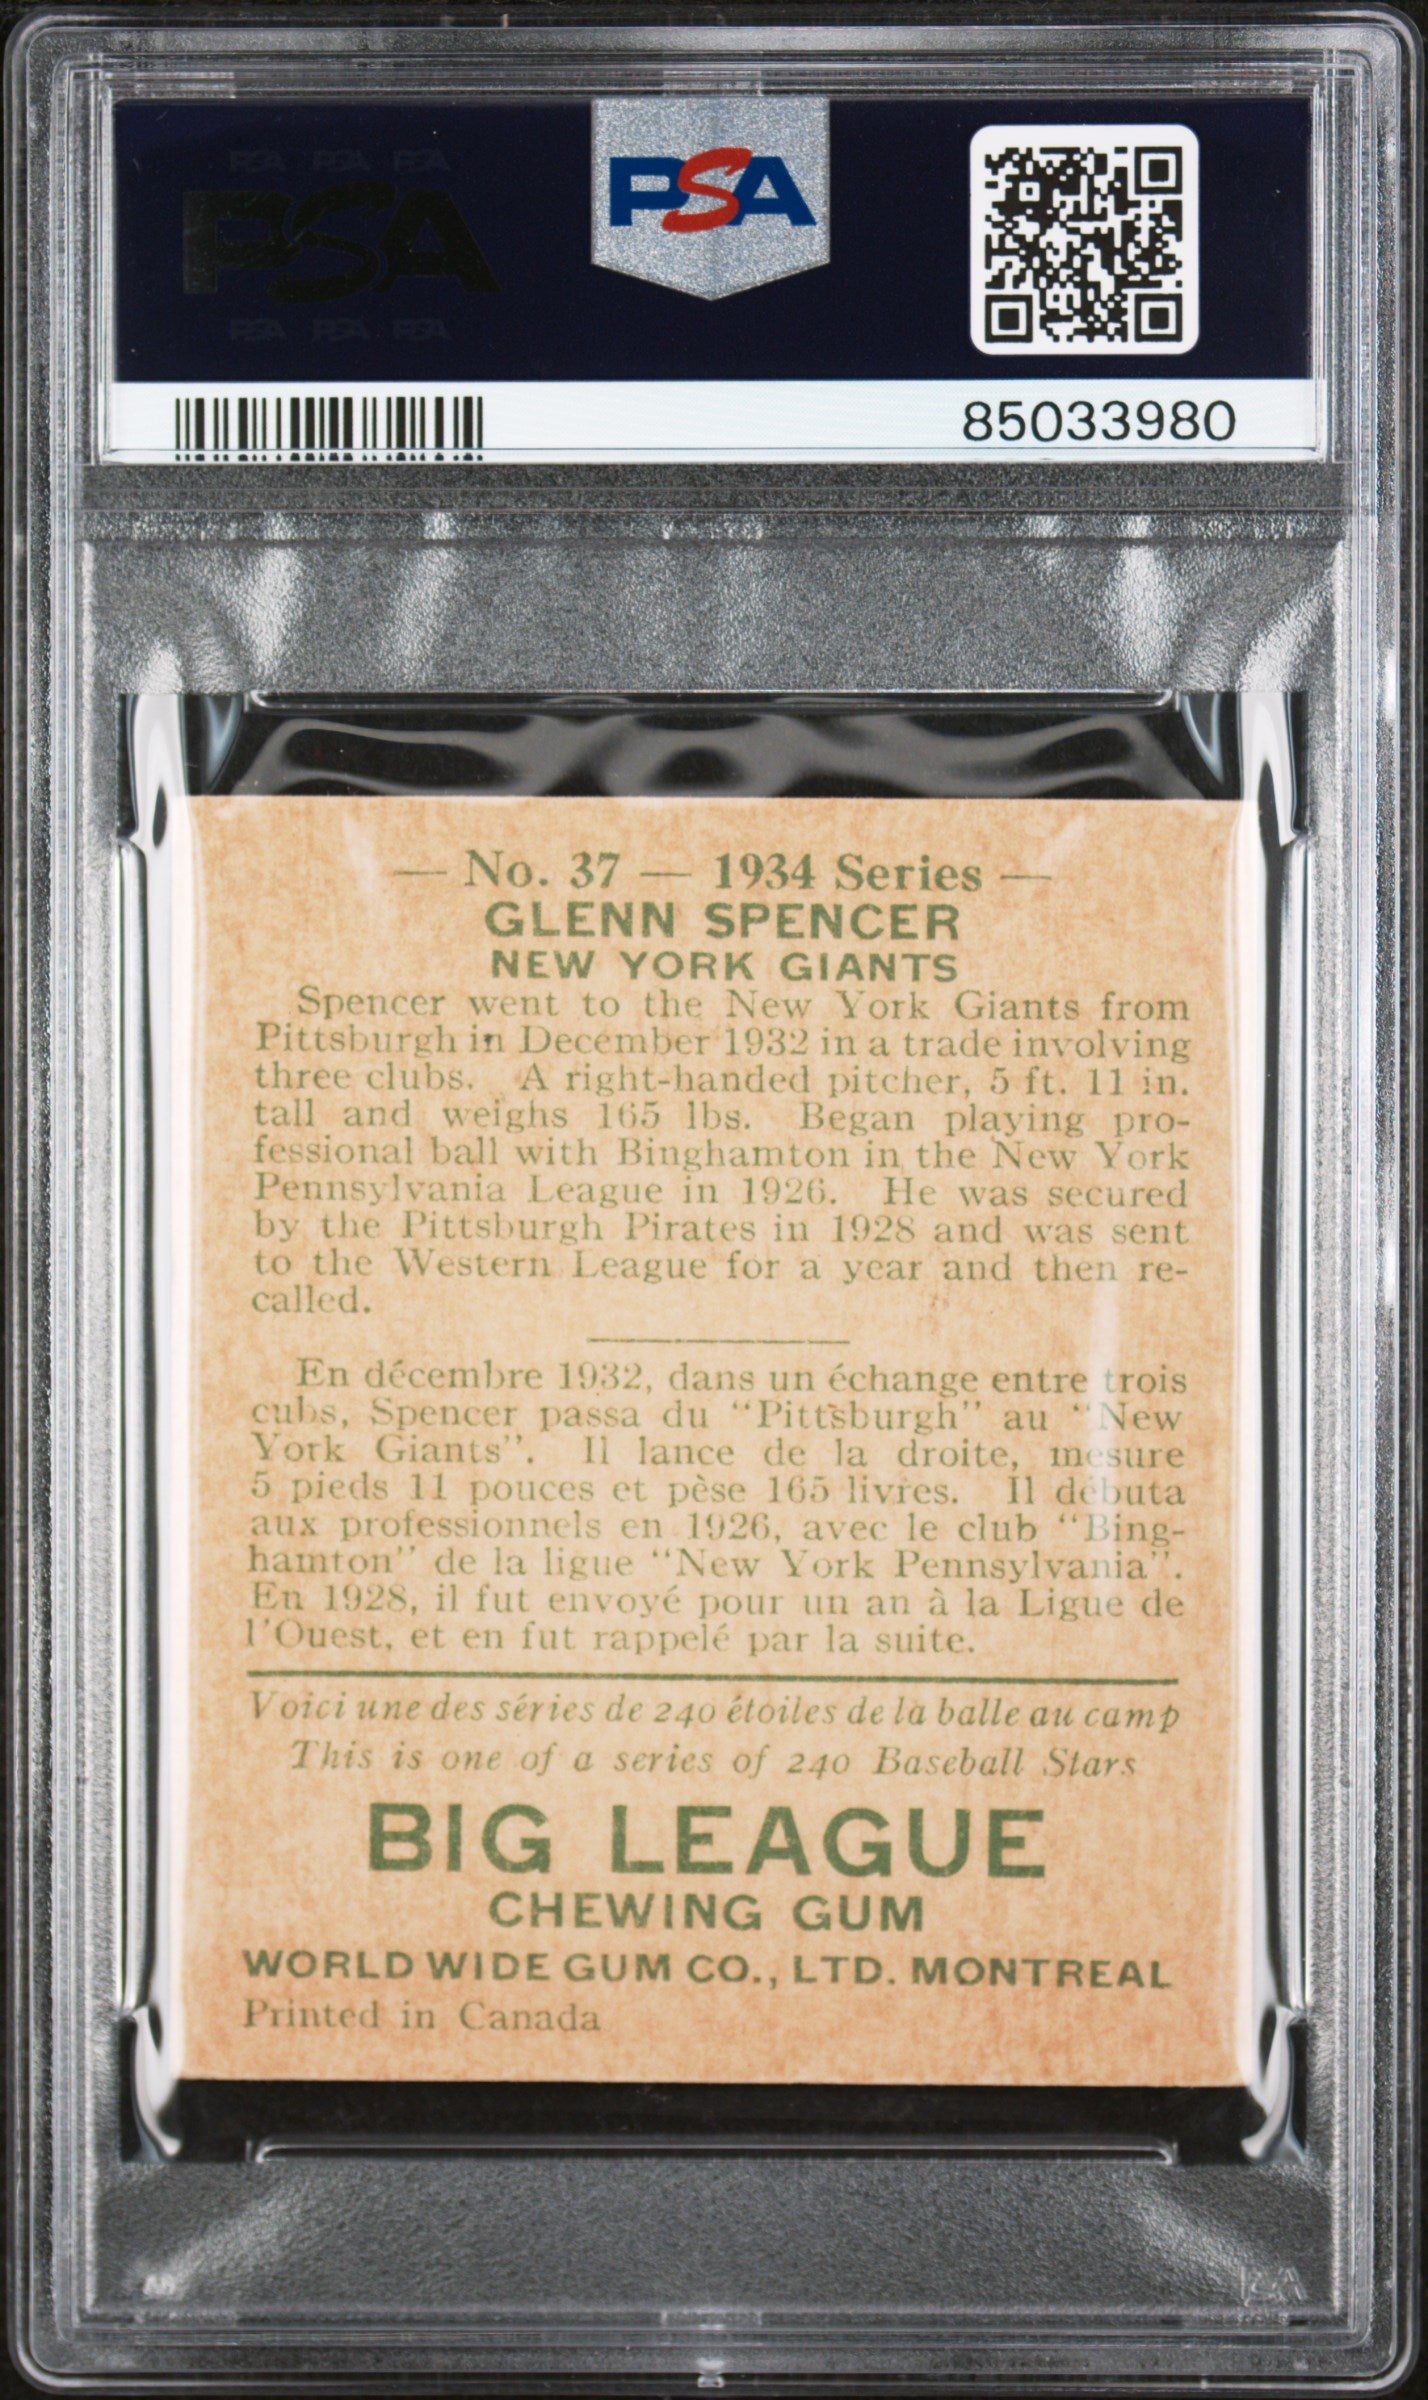 PSA PSA PSA
PSA
PSA PSA PSA
PSA
85033980
— No. 37 — 1934 Series —
GLENN SPENCER
NEW YORK GIANTS
Spencer went to the New York Giants from
Pittsburgh in December 1932 in a trade involving
three clubs. A right-handed pitcher, 5 ft. 11 in.
tall and weighs 165 lbs. Began playing pro-
fessional ball with Binghamton in the New York
Pennsylvania League in 1926. He was secured
by the Pittsburgh Pirates in 1928 and was sent
to the Western League for a year and then re-
called.
En décembre 1932, dans un échange entre trois
cubs, Spencer passa du "Pittsburgh" au "New
York Giants". Il lance de la droite, mesure
5 pieds 11 pouces et pèse 165 livres. Il débuta
aux professionnels en 1926, avec le club "Bing-
hamton" de la ligue "New York Pennsylvania".
En 1928, il fut envoyé pour un an à la Ligue de
l'Ouest, et en fut rappelé par la suite.
Voici une des séries de 240 étoiles de la balle au camp
This is one of a series of 240 Baseball Stars
BIG LEAGUE
CHEWING GUM
WORLD WIDE GUM CO., LTD. MONTREAL
Printed in Canada
PSA